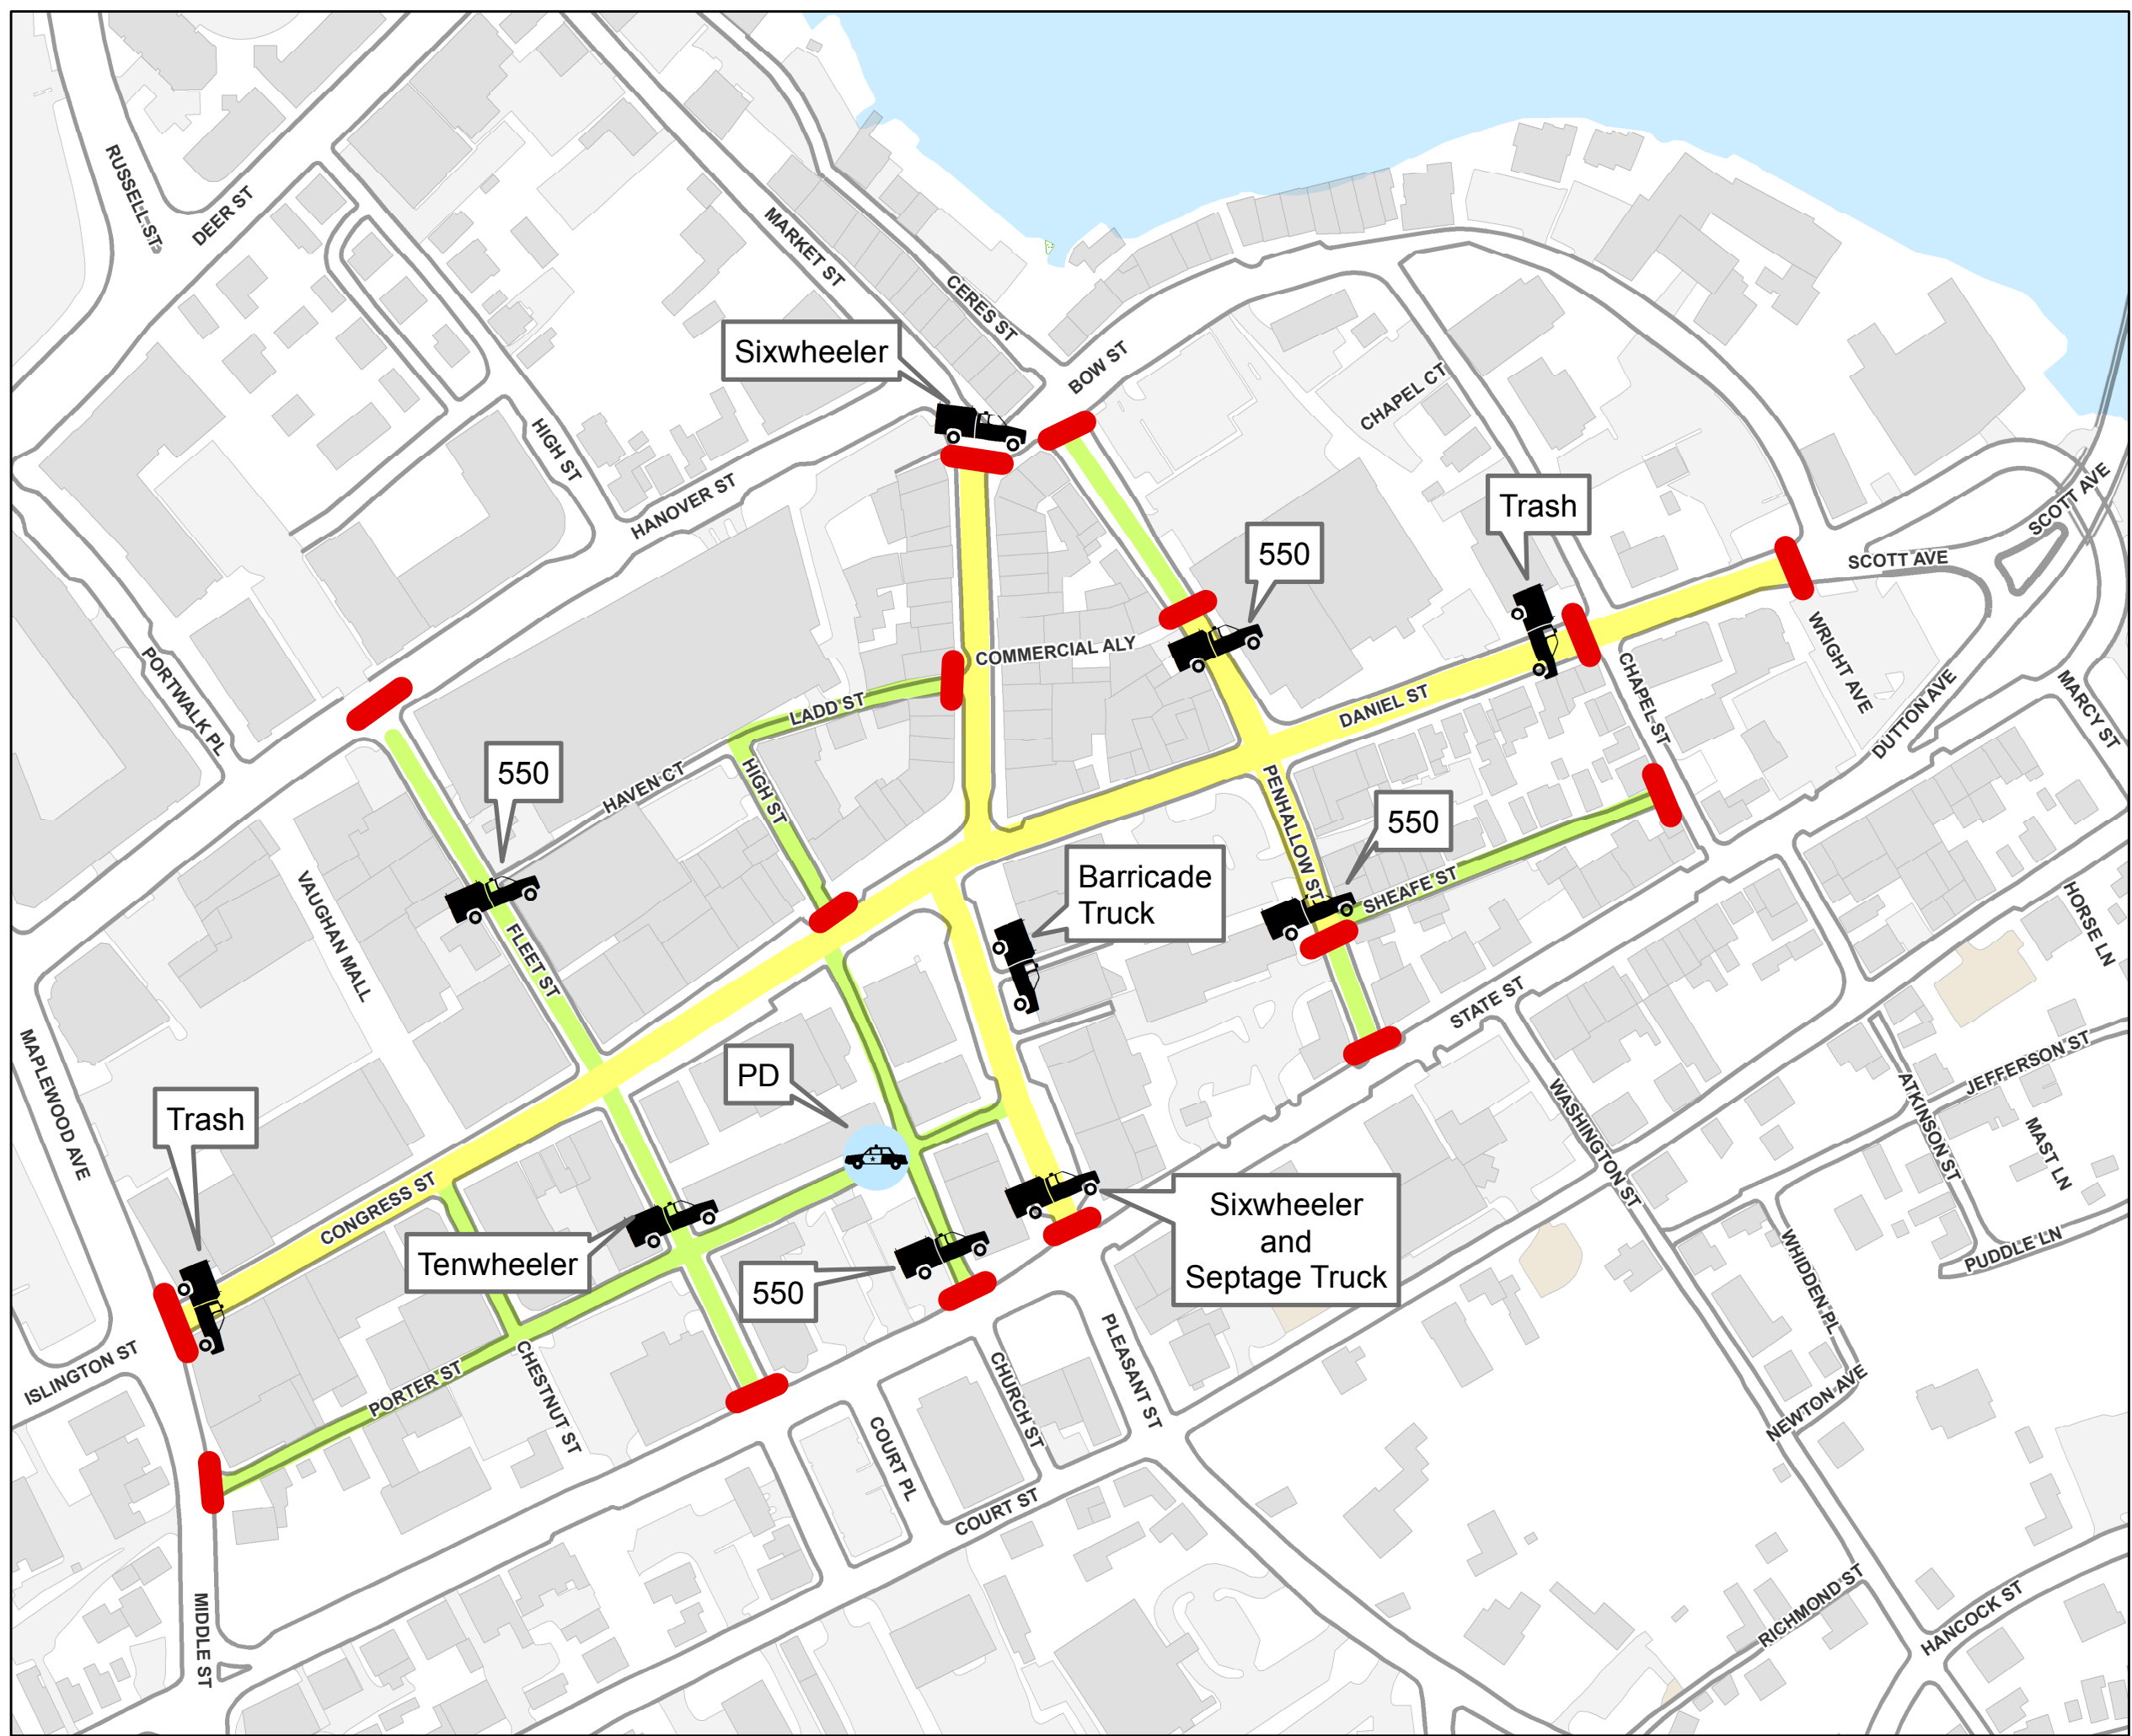 RUSSELL ST
DEER ST
MARKET ST
CERES ST
Sixwheeler
BOW ST
CHAPEL CT
HIGH ST
HANOVER ST
Trash
550
SCOTT AVE
SCOTT AVE
COMMERCIAL ALY
PORTWALK PL
LADD ST
DANIEL ST
CHAPEL ST
WRIGHT AVE
DUTTON AVE
MARCY ST
550
HAVEN CT
HIGH ST
PENHALLOW ST
550
Barricade
Truck
SHEAFE ST
VAUGHAN MALL
FLEET ST
HORSE LN
STATE ST
MAPLEWOOD AVE
PD
WASHINGTON ST
JEFFERSON ST
ATKINSON ST
MAST LN
Trash
CONGRESS ST
Tenwheeler
550
Sixwheeler
and
Septage Truck
WHIDDEN PL
PUDDLE LN
ISLINGTON ST
PORTER ST
CHESTNUT ST
CHURCH ST
PLEASANT ST
COURT PL
NEWTON AVE
COURT ST
MIDDLE ST
RICHMOND ST
HANCOCK ST